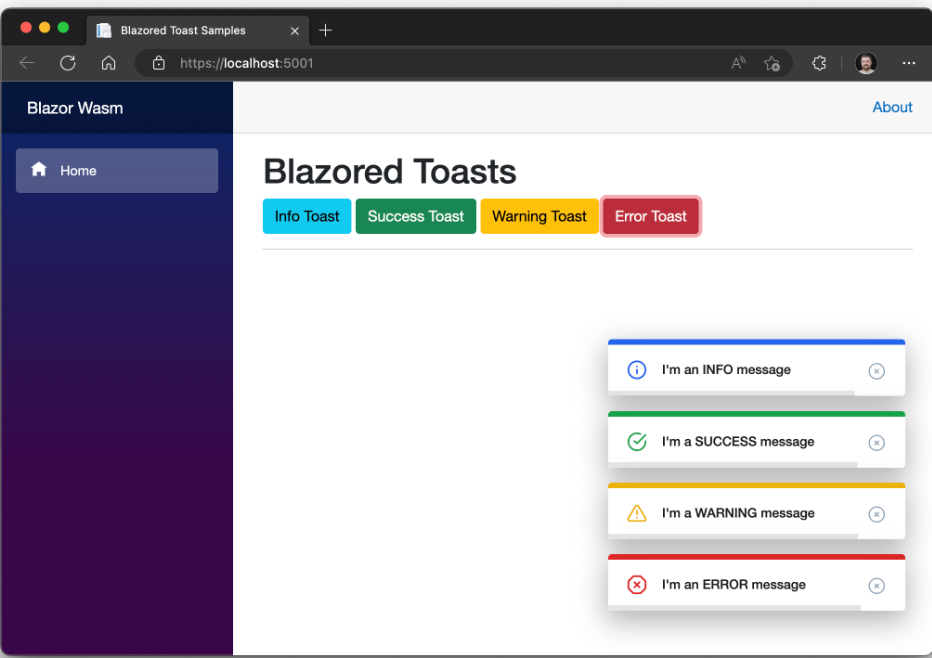 Blazored Toast Samples
https://localhost:5001
Blazor Wasm
About
Home
Blazored Toasts
Info Toast Success Toast Warning Toast Error Toast
I'm an INFO message
I'm a SUCCESS message
I'm a WARNING message
I'm an ERROR message